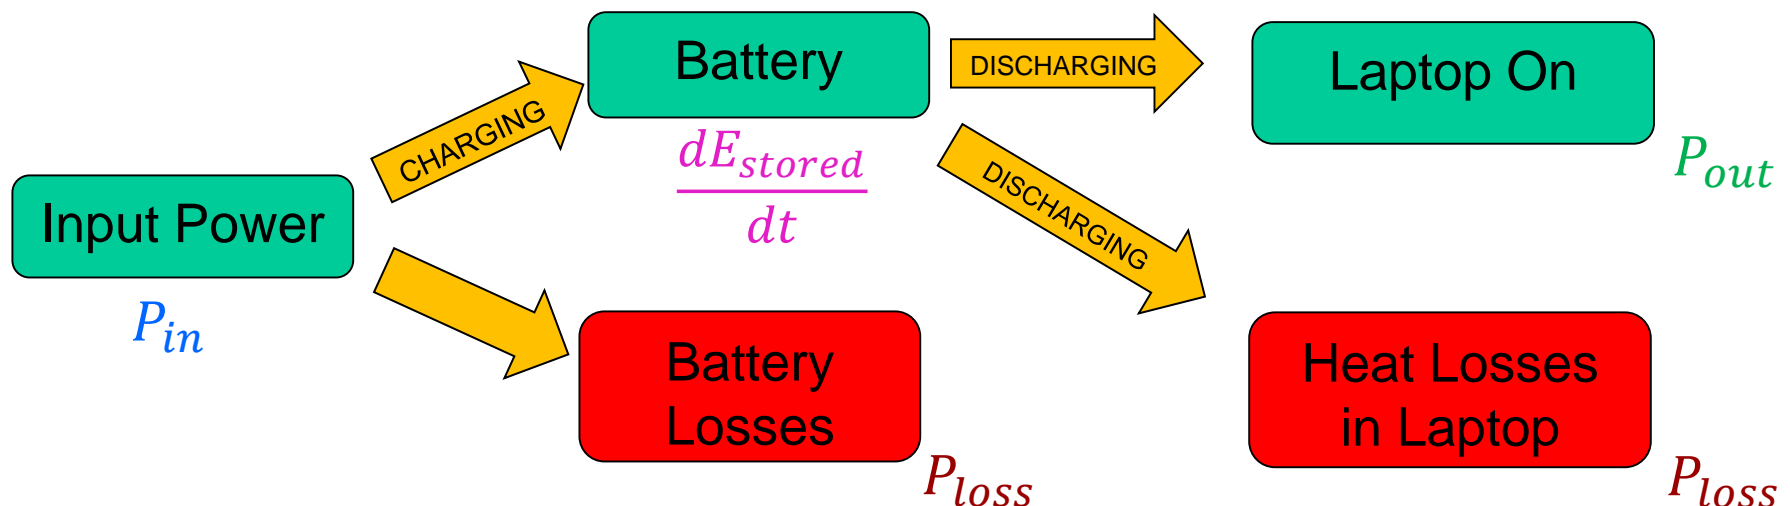 Input Power
P_in
CHARGING
Battery
dE_stored
dt
Battery
Losses
P_loss
DISCHARGING
DISCHARGING
Laptop On
P_out
Heat Losses
in Laptop
P_loss